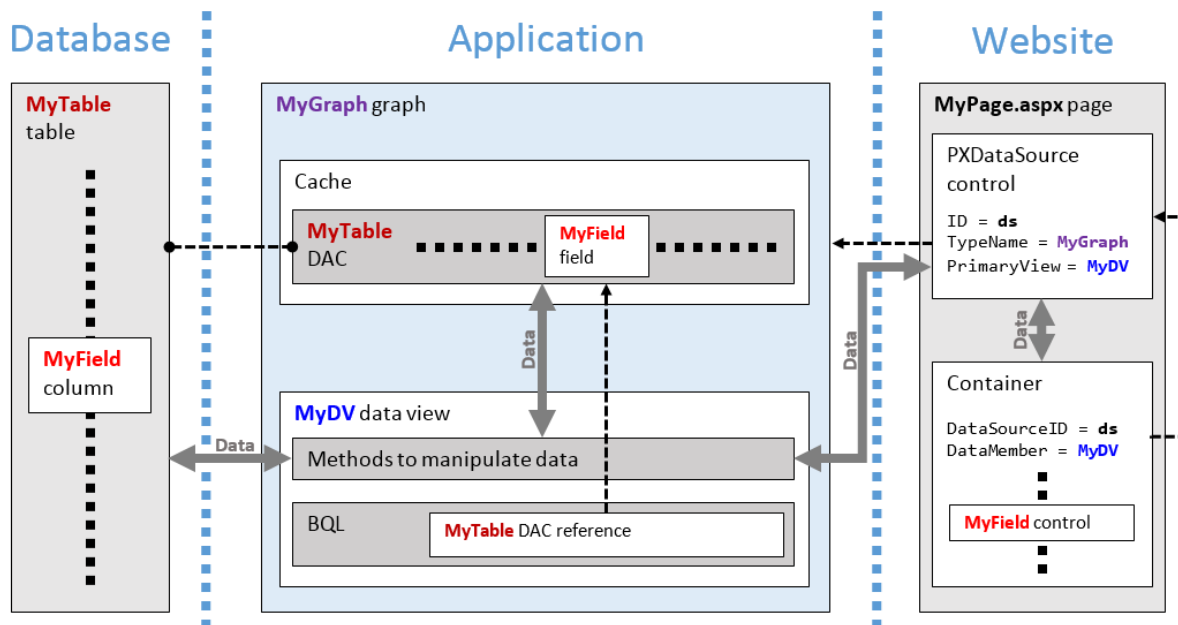 Database
Application
Website
MyTable
table
MyField
column
Data
MyGraph graph
Cache
MyTable
DAC
MyField
field
Data
MyDV data view
Methods to manipulate data
BQL
MyTable DAC reference
Data
MyPage.aspx page
PXDataSource
control
ID = ds
TypeName = MyGraph
PrimaryView = MyDV
Data
Container
DataSourceID = ds
DataMember = MyDV
MyField control